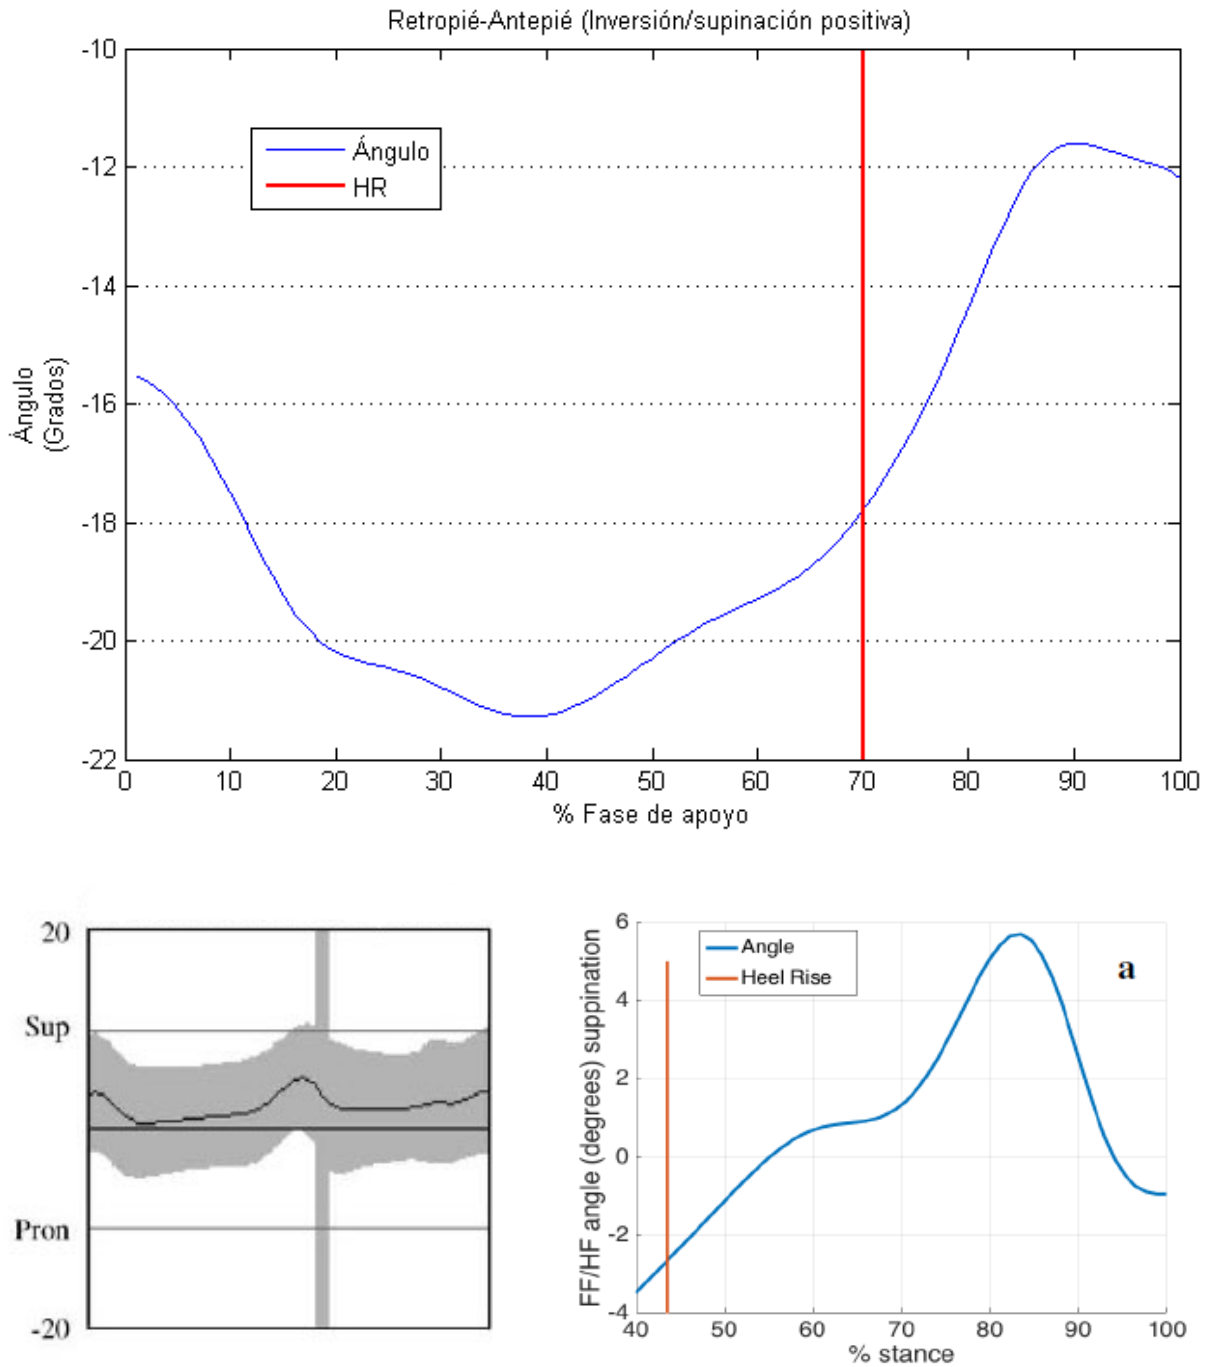 Retropié-Antepié (Inversión/supinación positiva)
-10
-12
-14
-16
-18
-20
-22
Ángulo
(Grados)
Ángulo
HR
0 10 20 30 40 50 60 70 80 90 100
% Fase de apoyo
20
Sup
Pron
-20
FF/HF angle (degrees) suppination
6
4
2
0
-2
-4
Angle
Heel Rise
a
40 50 60 70 80 90 100
% stance